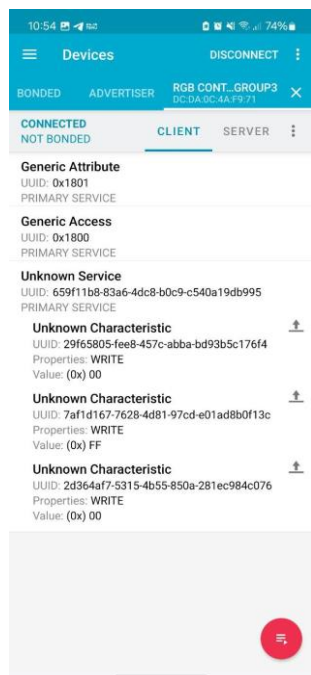 10:54 74%
Devices DISCONNECT
BONDED ADVERTISER RGB CONT...GROUP3
DC:DA:0C:4A:F9:71
CONNECTED
NOT BONDED CLIENT SERVER
Generic Attribute
UUID: 0x1801
PRIMARY SERVICE
Generic Access
UUID: 0x1800
PRIMARY SERVICE
Unknown Service
UUID: 659f11b8-83a6-4dc8-b0c9-c540a19db995
PRIMARY SERVICE
Unknown Characteristic
UUID: 29f65805-fee8-457c-abba-bd93b5c176f4
Properties: WRITE
Value: (0x) 00
Unknown Characteristic
UUID: 7af1d167-7628-4d81-97cd-e01ad8b0f13c
Properties: WRITE
Value: (0x) FF
Unknown Characteristic
UUID: 2d364af7-5315-4b55-850a-281ec984c076
Properties: WRITE
Value: (0x) 00